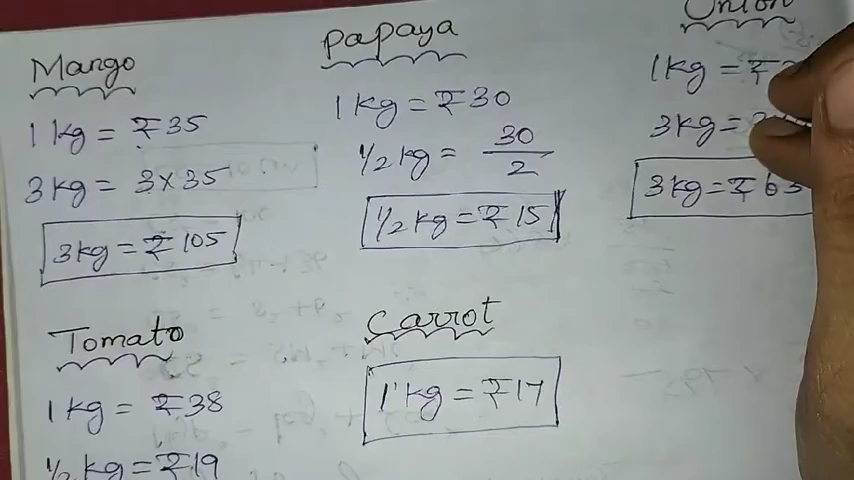 Mango
1 kg = ₹35
3 kg = 3×35
3kg = ₹105
Papaya
1 kg = ₹30
½ kg = 30/2
½ kg = ₹15
Onion
1kg = ₹
3kg =
3kg = ₹63
Tomato
1 kg = ₹38
½ kg = ₹19
Carrot
1 kg = ₹17